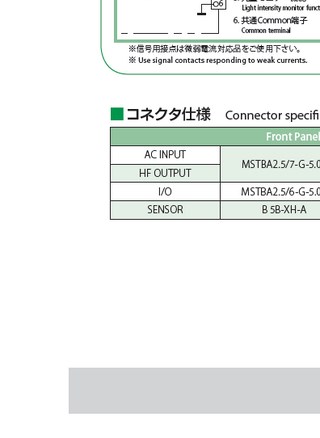 6
Light intensity monitor
6. 共通Common端子
Common terminal
※信号用接点は微弱電流対応品をご使用下さい。
※ Use signal contacts responding to weak currents.
■コネクタ仕様 Connector
Front Panel
AC INPUT
HF OUTPUT
MSTBA2.5/7-G-5.0
I/O
MSTBA2.5/6-G-5.0
SENSOR
B 5B-XH-A